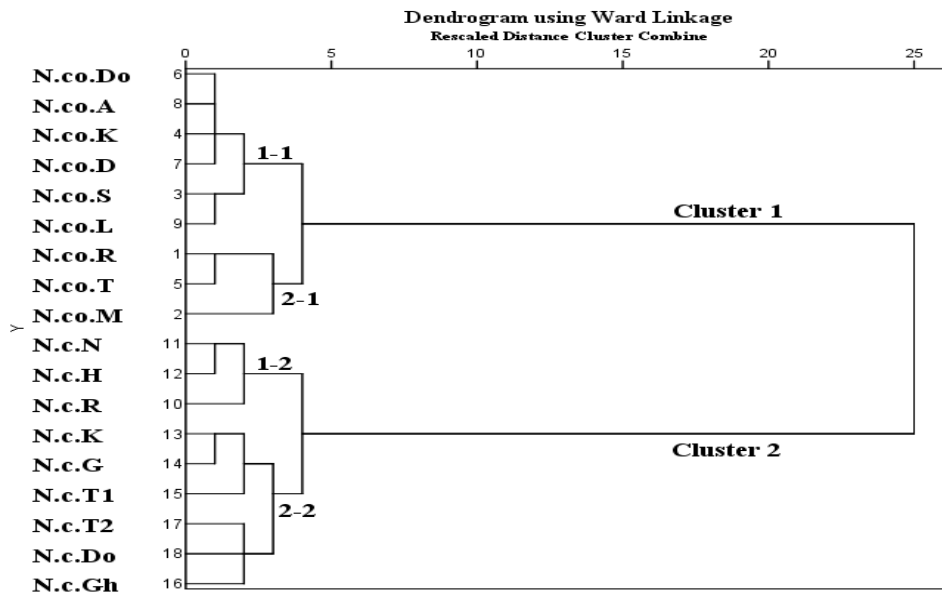 Dendrogram using Ward Linkage
Rescaled Distance Cluster Combine
0 5 10 15 20 25
N.co.Do 6
N.co.A 8
N.co.K 4
1-1
N.co.D 7
N.co.S 3
Cluster 1
N.co.L 9
N.co.R 1
N.co.T 5
2-1
N.co.M 2
Y
N.c.N 11
1-2
N.c.H 12
N.c.R 10
N.c.K 13
Cluster 2
N.c.G 14
N.c.T1 15
2-2
N.c.T2 17
N.c.Do 18
N.c.Gh 16